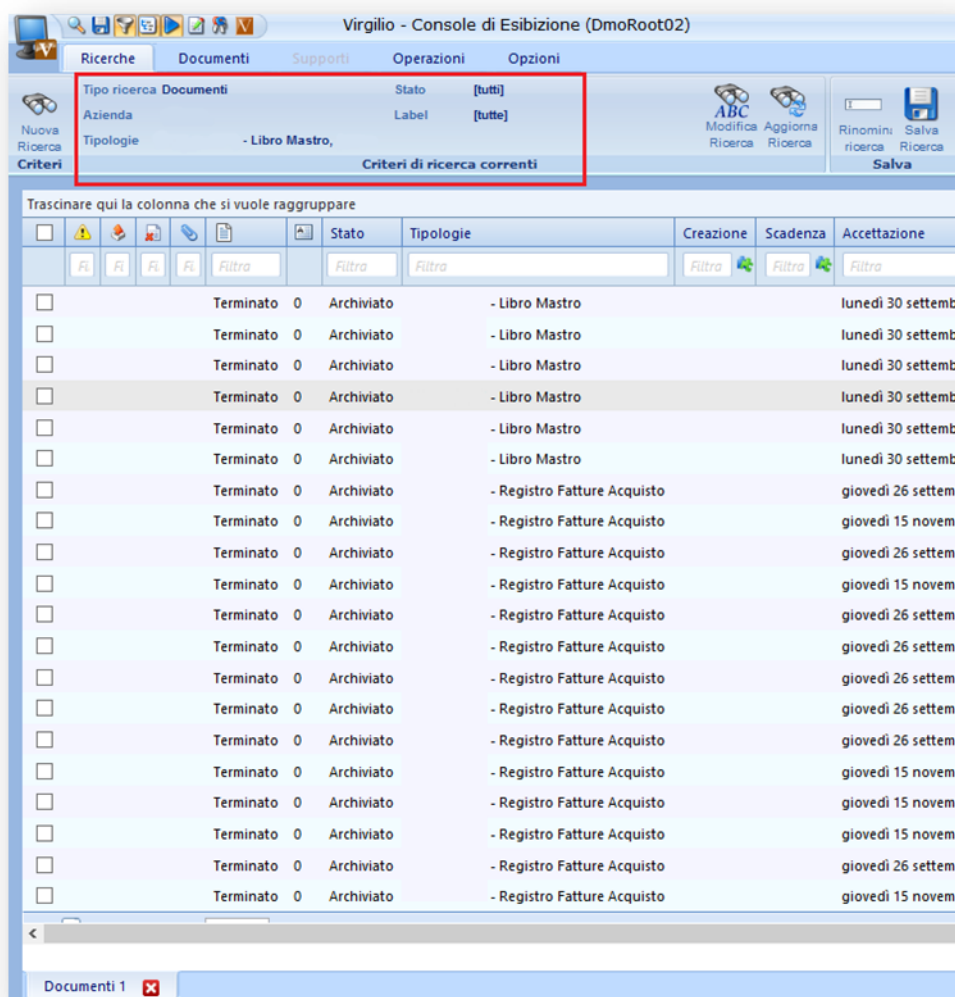 Virgilio - Console di Esibizione (DmoRoot02)
Ricerche Documenti Supporti Operazioni Opzioni
Tipo ricerca Documenti Stato [tutti]
Azienda Label [tutte]
Tipologie - Libro Mastro,
Nuova Ricerca
ABC Modifica Ricerca
Aggiorna Ricerca
Rinomina ricerca
Salva Ricerca
Criteri Criteri di ricerca correnti Salva
Trascinare qui la colonna che si vuole raggruppare
Stato Tipologie Creazione Scadenza Accettazione
Fi. Fi Fi. Fi. Filtra Filtra Filtra Filtra Filtra Filtra
Terminato 0 Archiviato - Libro Mastro lunedì 30 settemb
Terminato 0 Archiviato - Libro Mastro lunedì 30 settemb
Terminato 0 Archiviato - Libro Mastro lunedì 30 settemb
Terminato 0 Archiviato - Libro Mastro lunedì 30 settemb
Terminato 0 Archiviato - Libro Mastro lunedì 30 settemb
Terminato 0 Archiviato - Libro Mastro lunedì 30 settemb
Terminato 0 Archiviato - Registro Fatture Acquisto giovedì 26 settem
Terminato 0 Archiviato - Registro Fatture Acquisto giovedì 15 novem
Terminato 0 Archiviato - Registro Fatture Acquisto giovedì 26 settem
Terminato 0 Archiviato - Registro Fatture Acquisto giovedì 15 novem
Terminato 0 Archiviato - Registro Fatture Acquisto giovedì 26 settem
Terminato 0 Archiviato - Registro Fatture Acquisto giovedì 26 settem
Terminato 0 Archiviato - Registro Fatture Acquisto giovedì 26 settem
Terminato 0 Archiviato - Registro Fatture Acquisto giovedì 26 settem
Terminato 0 Archiviato - Registro Fatture Acquisto giovedì 26 settem
Terminato 0 Archiviato - Registro Fatture Acquisto giovedì 15 novem
Terminato 0 Archiviato - Registro Fatture Acquisto giovedì 15 novem
Terminato 0 Archiviato - Registro Fatture Acquisto giovedì 15 novem
Terminato 0 Archiviato - Registro Fatture Acquisto giovedì 26 settem
Terminato 0 Archiviato - Registro Fatture Acquisto giovedì 15 novem
Documenti 1